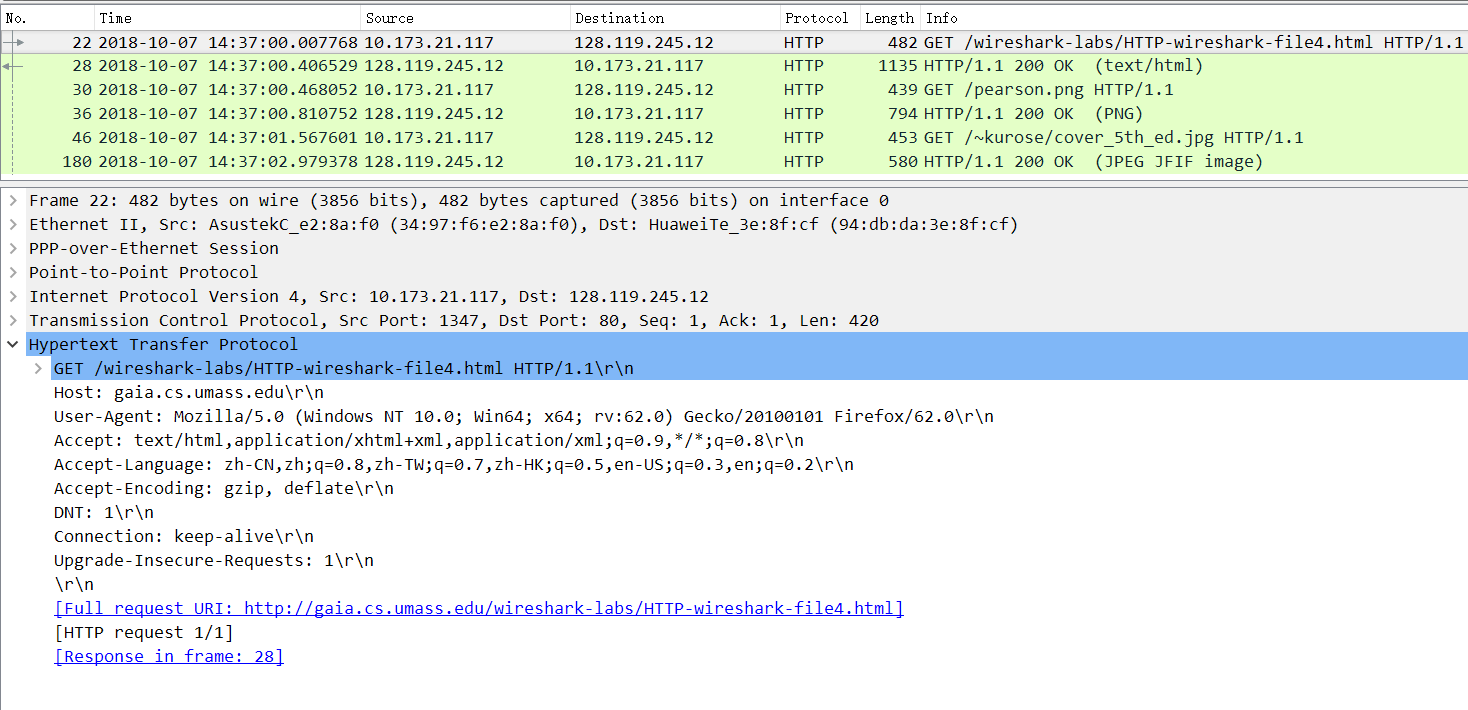 No. Time Source Destination Protocol Length Info
22 2018-10-07 14:37:00.007768 10.173.21.117 128.119.245.12 HTTP 482 GET /wireshark-labs/HTTP-wireshark-file4.html HTTP/1.1
28 2018-10-07 14:37:00.406529 128.119.245.12 10.173.21.117 HTTP 1135 HTTP/1.1 200 OK (text/html)
30 2018-10-07 14:37:00.468052 10.173.21.117 128.119.245.12 HTTP 439 GET /pearson.png HTTP/1.1
36 2018-10-07 14:37:00.810752 128.119.245.12 10.173.21.117 HTTP 794 HTTP/1.1 200 OK (PNG)
46 2018-10-07 14:37:01.567601 10.173.21.117 128.119.245.12 HTTP 453 GET /~kurose/cover_5th_ed.jpg HTTP/1.1
180 2018-10-07 14:37:02.979378 128.119.245.12 10.173.21.117 HTTP 580 HTTP/1.1 200 OK (JPEG JFIF image)
Frame 22: 482 bytes on wire (3856 bits), 482 bytes captured (3856 bits) on interface 0
Ethernet II, Src: AsustekC_e2:8a:f0 (34:97:f6:e2:8a:f0), Dst: HuaweiTe_3e:8f:cf (94:db:da:3e:8f:cf)
PPP-over-Ethernet Session
Point-to-Point Protocol
Internet Protocol Version 4, Src: 10.173.21.117, Dst: 128.119.245.12
Transmission Control Protocol, Src Port: 1347, Dst Port: 80, Seq: 1, Ack: 1, Len: 420
Hypertext Transfer Protocol
GET /wireshark-labs/HTTP-wireshark-file4.html HTTP/1.1\r\n
Host: gaia.cs.umass.edu\r\n
User-Agent: Mozilla/5.0 (Windows NT 10.0; Win64; x64; rv:62.0) Gecko/20100101 Firefox/62.0\r\n
Accept: text/html,application/xhtml+xml,application/xml;q=0.9,*/*;q=0.8\r\n
Accept-Language: zh-CN,zh;q=0.8,zh-TW;q=0.7,zh-HK;q=0.5,en-US;q=0.3,en;q=0.2\r\n
Accept-Encoding: gzip, deflate\r\n
DNT: 1\r\n
Connection: keep-alive\r\n
Upgrade-Insecure-Requests: 1\r\n
\r\n
[Full request URI: http://gaia.cs.umass.edu/wireshark-labs/HTTP-wireshark-file4.html]
[HTTP request 1/1]
[Response in frame: 28]